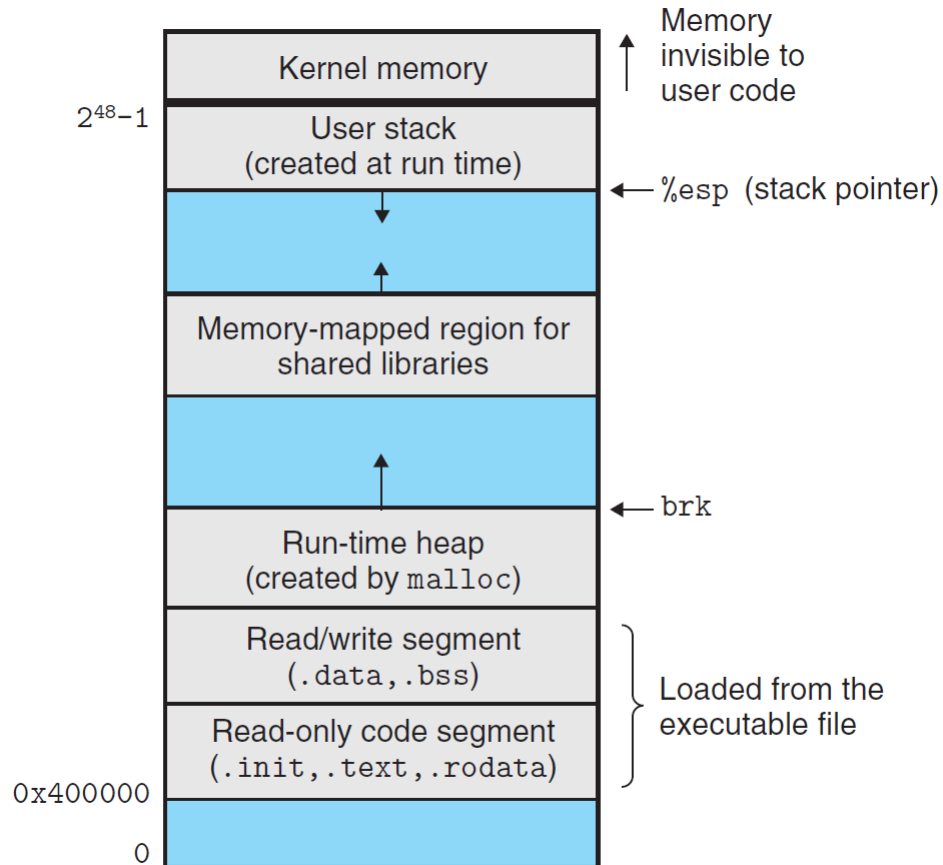 Memory
invisible to
user code
Kernel memory
2⁴⁸–1
User stack
(created at run time)
%esp (stack pointer)
Memory-mapped region for
shared libraries
brk
Run-time heap
(created by malloc)
Read/write segment
(.data,.bss)
Loaded from the
executable file
Read-only code segment
(.init,.text,.rodata)
0x400000
0